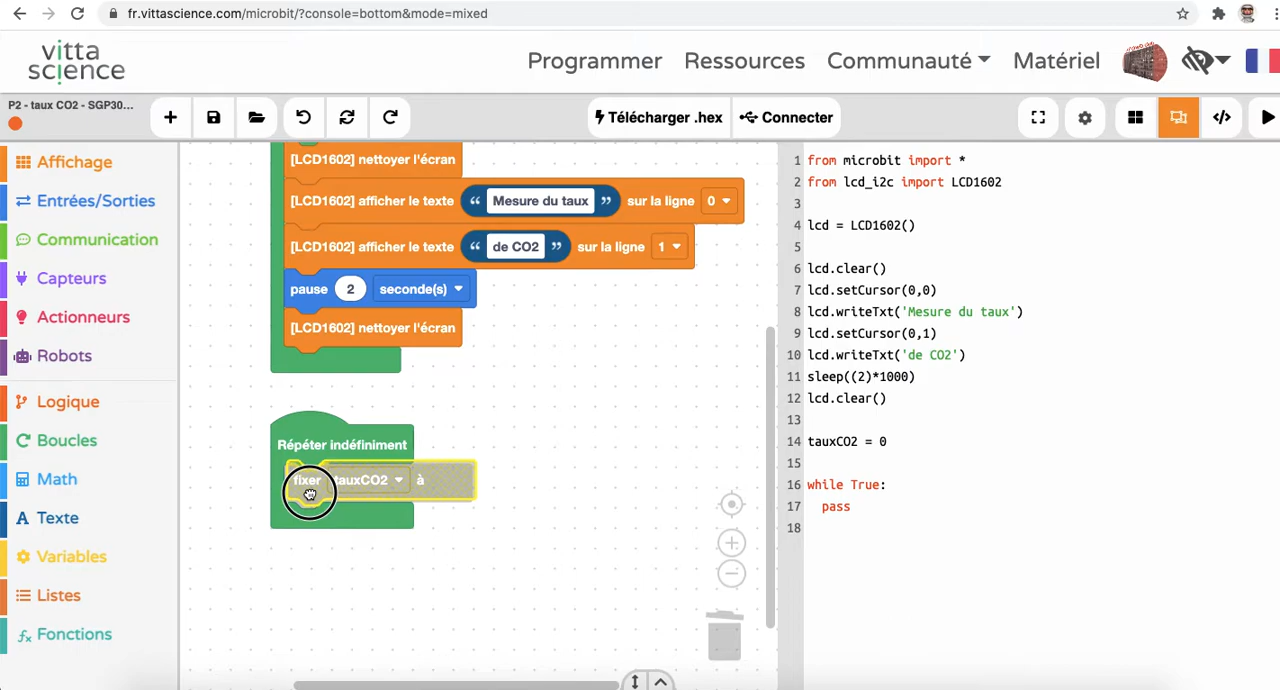 fr.vittascience.com/microbit/?console=bottom&mode=mixed
vitta
science
Programmer Ressources Communauté Matériel
P2 - taux CO2 - SGP30...
Télécharger .hex Connecter
Affichage
Entrées/Sorties
Communication
Capteurs
Actionneurs
Robots
Logique
Boucles
Math
Texte
Variables
Listes
Fonctions
[LCD1602] nettoyer l'écran
[LCD1602] afficher le texte “ Mesure du taux ” sur la ligne 0
[LCD1602] afficher le texte “ de CO2 ” sur la ligne 1
pause 2 seconde(s)
[LCD1602] nettoyer l'écran
Répéter indéfiniment
fixer tauxCO2 à
1 from microbit import *
2 from lcd_i2c import LCD1602
3
4 lcd = LCD1602()
5
6 lcd.clear()
7 lcd.setCursor(0,0)
8 lcd.writeTxt('Mesure du taux')
9 lcd.setCursor(0,1)
10 lcd.writeTxt('de CO2')
11 sleep((2)*1000)
12 lcd.clear()
13
14 tauxCO2 = 0
15
16 while True:
17 pass
18